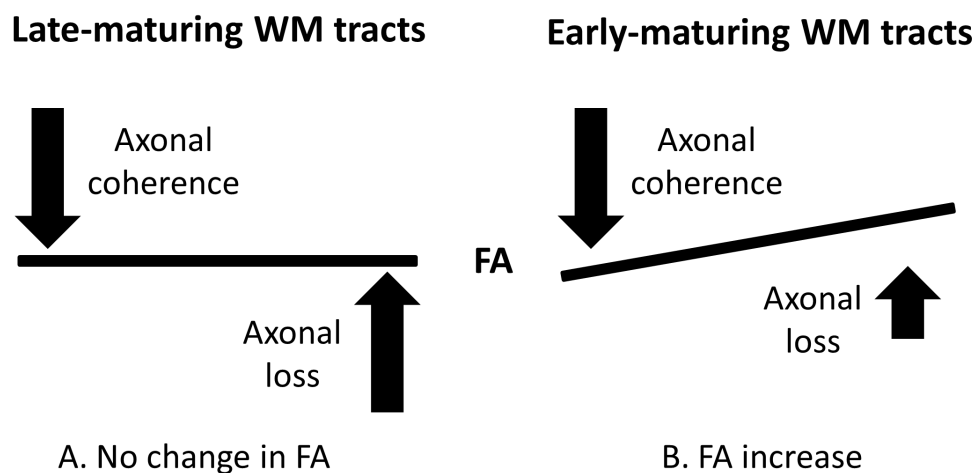 Late-maturing WM tracts
Axonal
coherence
Axonal
loss
A. No change in FA
FA
Early-maturing WM tracts
Axonal
coherence
Axonal
loss
B. FA increase